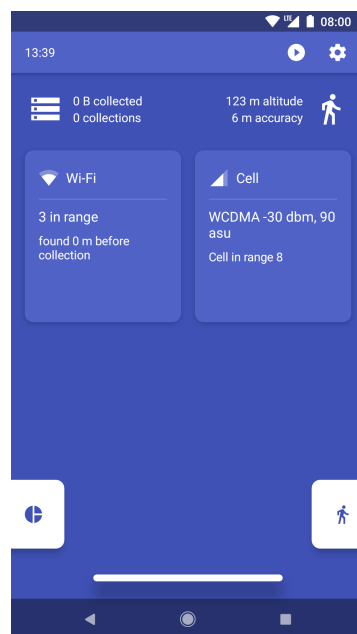 LTE 08:00
13:39
0 B collected
0 collections
123 m altitude
6 m accuracy
Wi-Fi
3 in range
found 0 m before
collection
Cell
WCDMA -30 dbm, 90
asu
Cell in range 8